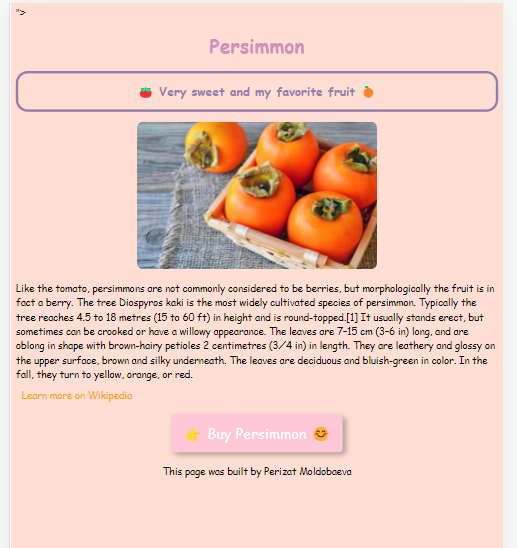 ">
Persimmon
🍅 Very sweet and my favorite fruit 🍊
Like the tomato, persimmons are not commonly considered to be berries, but morphologically the fruit is in
fact a berry. The tree Diospyros kaki is the most widely cultivated species of persimmon. Typically the
tree reaches 4.5 to 18 metres (15 to 60 ft) in height and is round-topped.[1] It usually stands erect, but
sometimes can be crooked or have a willowy appearance. The leaves are 7–15 cm (3–6 in) long, and are
oblong in shape with brown-hairy petioles 2 centimetres (3⁄4 in) in length. They are leathery and glossy on
the upper surface, brown and silky underneath. The leaves are deciduous and bluish-green in color. In the
fall, they turn to yellow, orange, or red.
Learn more on Wikipedia
👉 Buy Persimmon 😊
This page was built by Perizat Moldobaeva